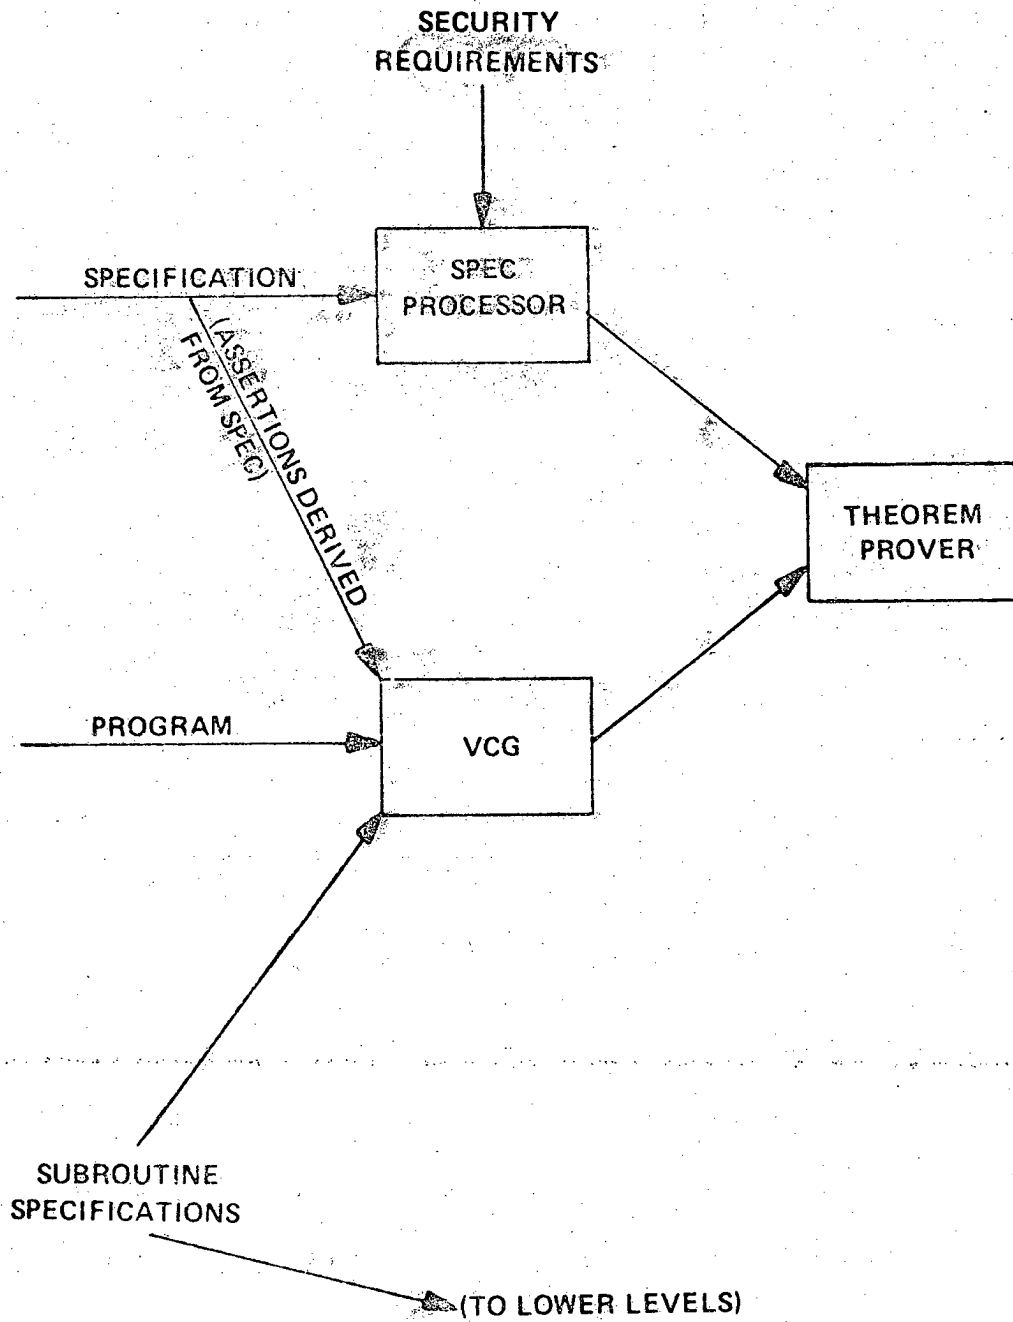 SECURITY
REQUIREMENTS
SPECIFICATION
SPEC
PROCESSOR
(ASSERTIONS DERIVED
FROM SPEC)
THEOREM
PROVER
PROGRAM
VCG
SUBROUTINE
SPECIFICATIONS
(TO LOWER LEVELS)